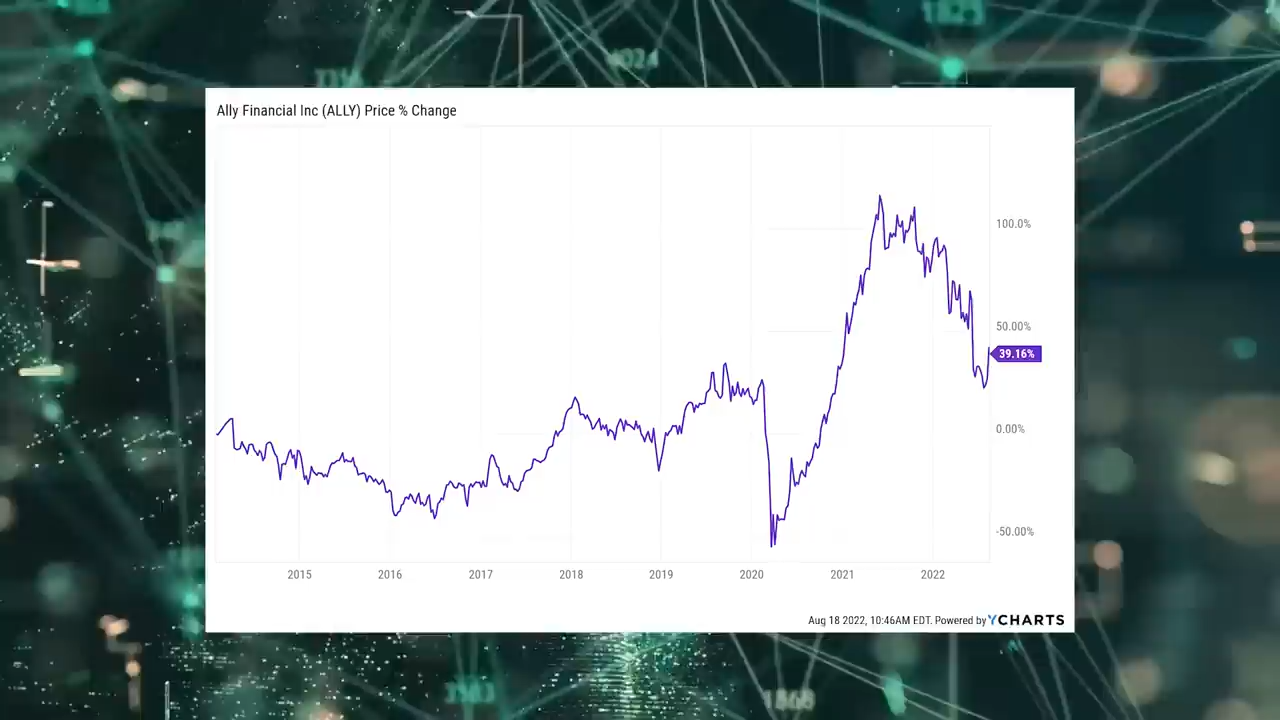 Ally Financial Inc (ALLY) Price % Change
100.0%
50.00%
39.16%
0.00%
-50.00%
2015 2016 2017 2018 2019 2020 2021 2022
Aug 18 2022, 10:46AM EDT. Powered by YCHARTS
1868